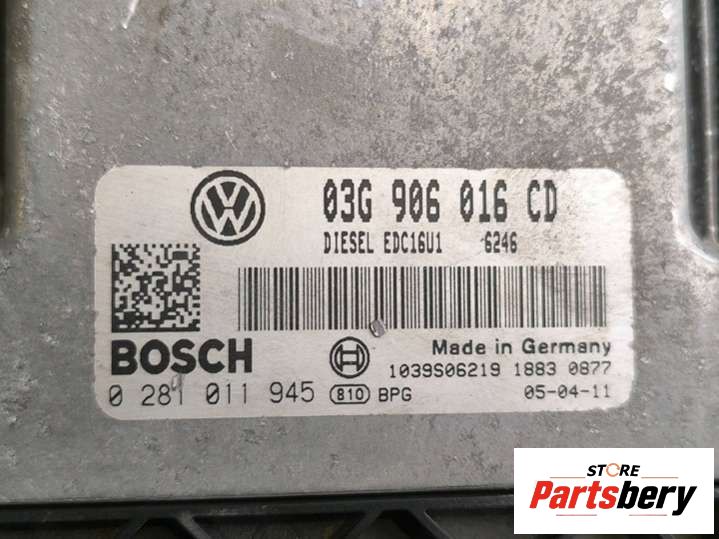 03G 906 016 CD
DIESEL EDC16U1 6246
BOSCH
Made in Germany
1039S06219 1883 0877
0 281 011 945 810 BPG 05-04-11
STORE
Partsbery